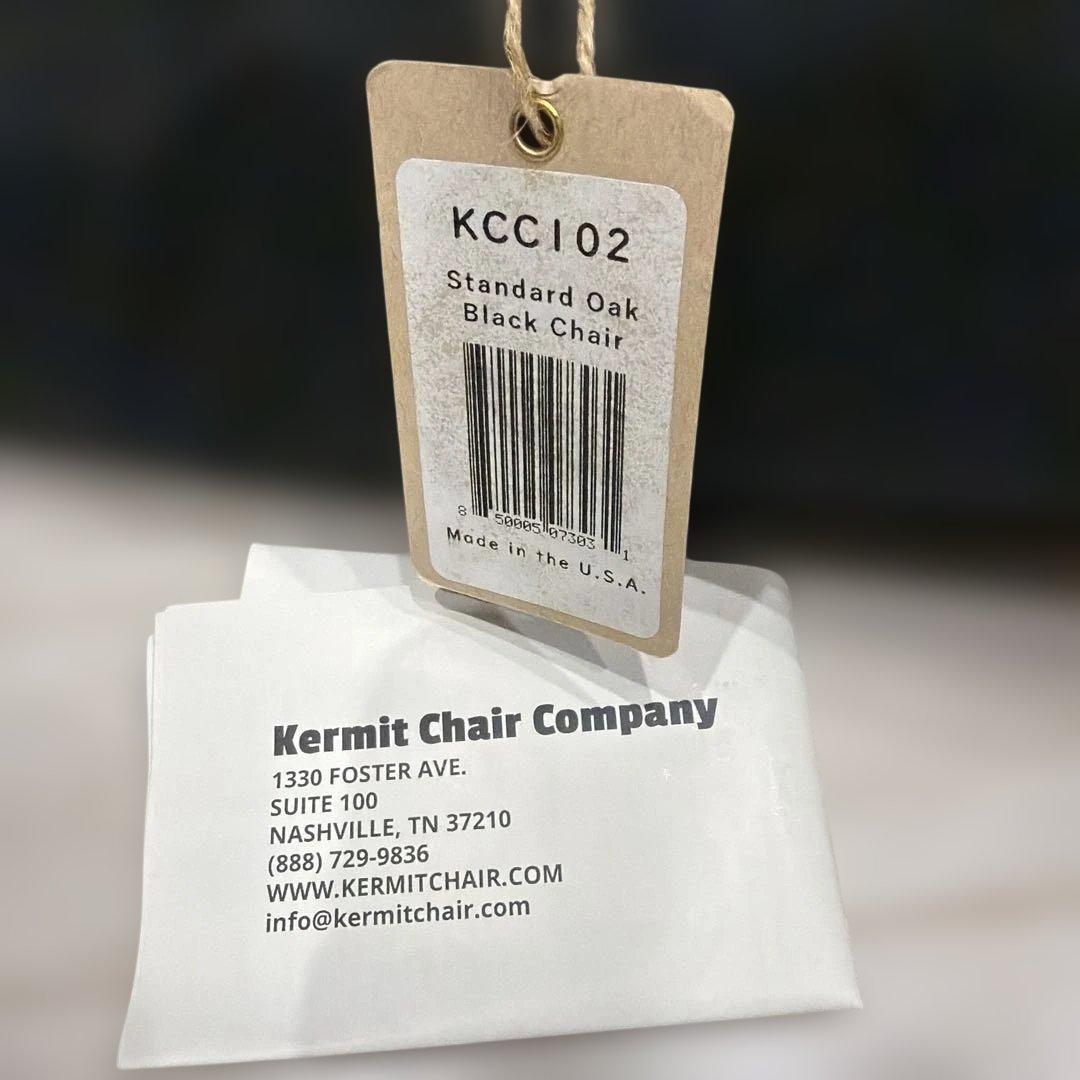 KCC102
Standard Oak
Black Chair
8 50005 07303 1
Made in the U.S.A.
Kermit Chair Company
1330 FOSTER AVE.
SUITE 100
NASHVILLE, TN 37210
(888) 729-9836
WWW.KERMITCHAIR.COM
info@kermitchair.com